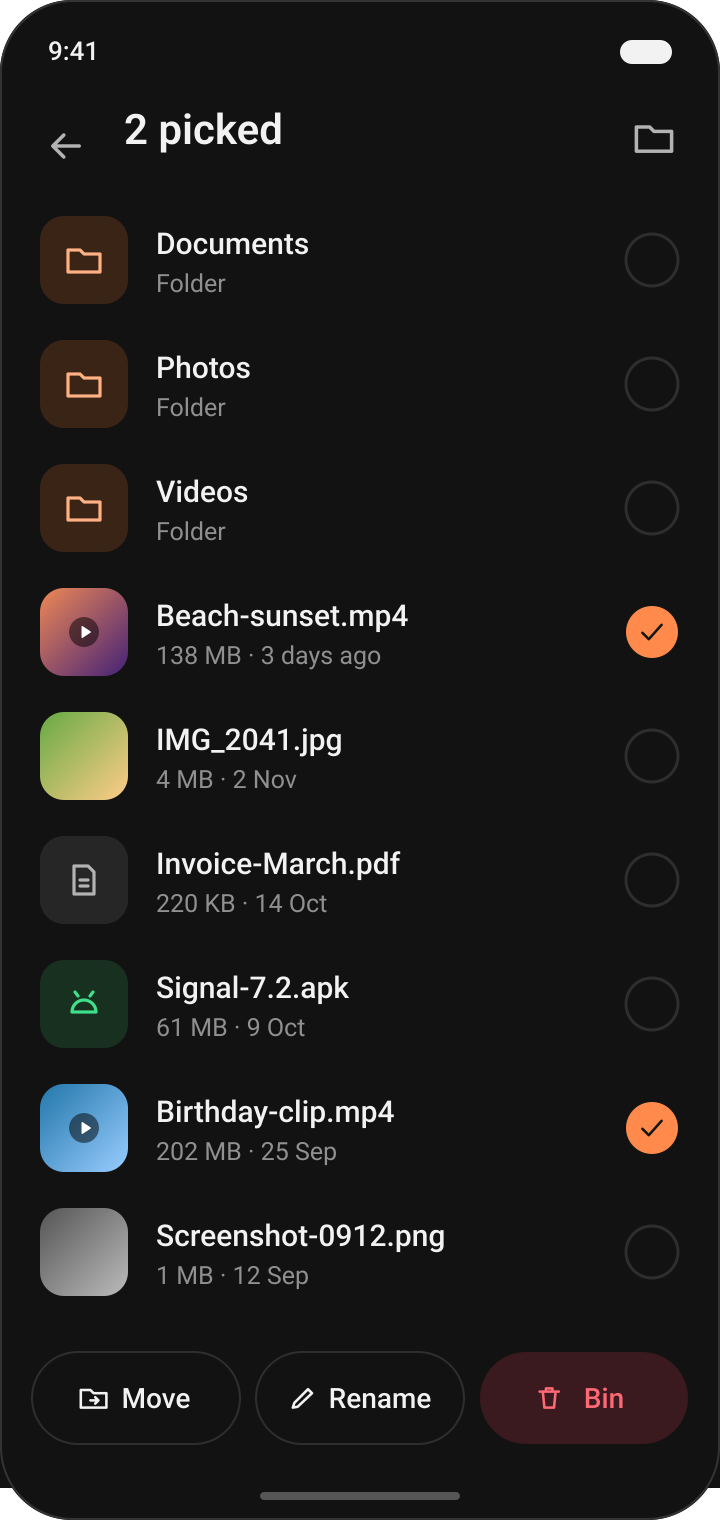 9:41
2 picked
Documents
Folder
Photos
Folder
Videos
Folder
Beach-sunset.mp4
138 MB · 3 days ago
IMG_2041.jpg
4 MB · 2 Nov
Invoice-March.pdf
220 KB · 14 Oct
Signal-7.2.apk
61 MB · 9 Oct
Birthday-clip.mp4
202 MB · 25 Sep
Screenshot-0912.png
1 MB · 12 Sep
Move
Rename
Bin